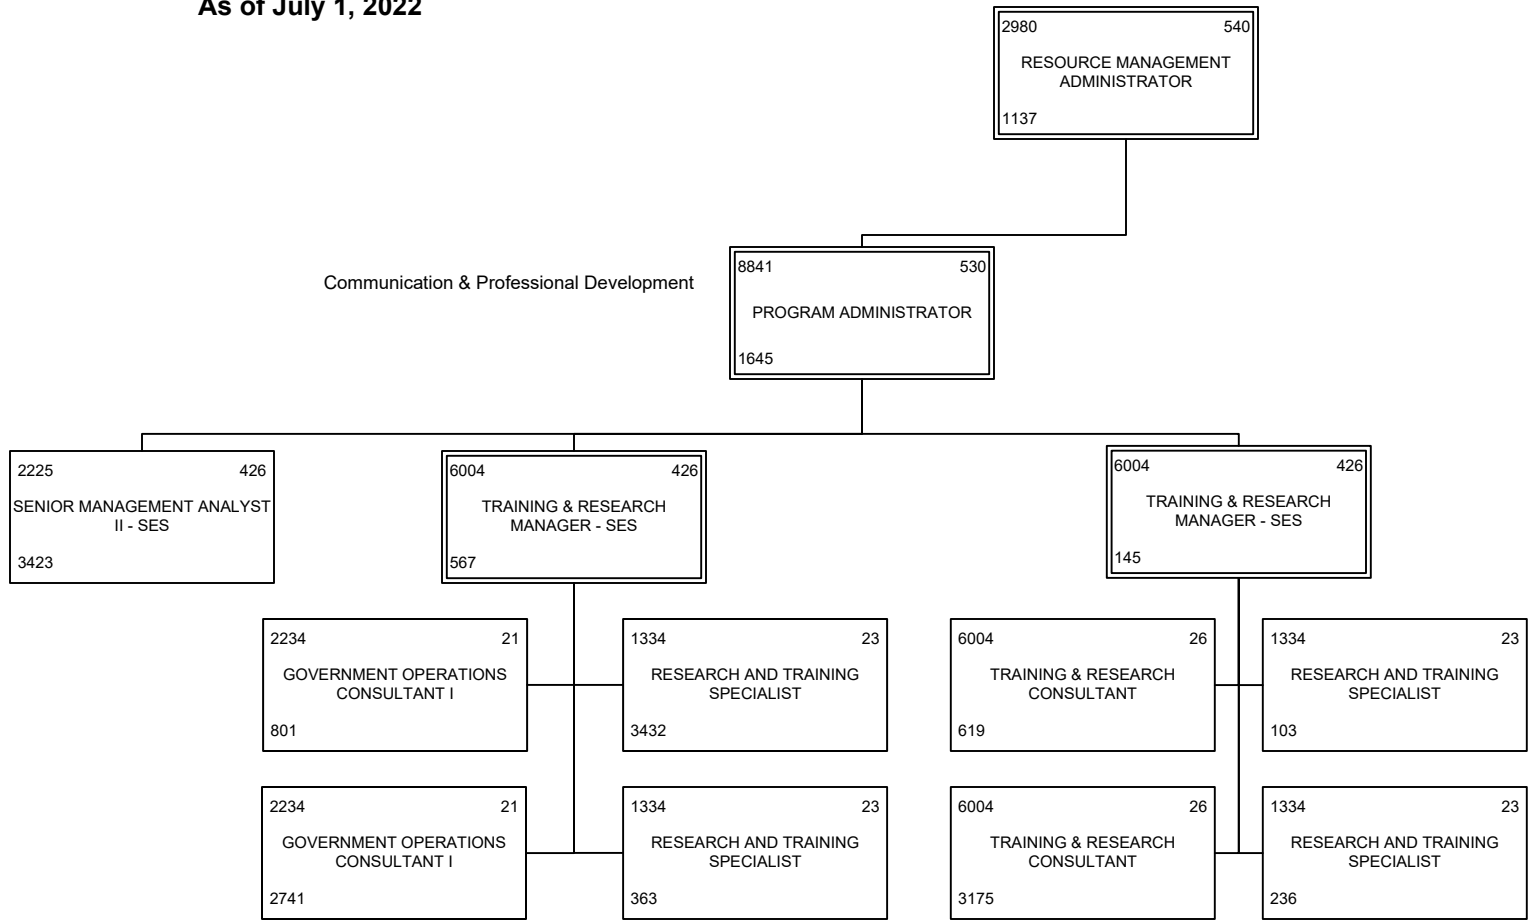 As of July 1, 2022
2980 540
RESOURCE MANAGEMENT
ADMINISTRATOR
1137
Communication & Professional Development
8841 530
PROGRAM ADMINISTRATOR
1645
2225 426
SENIOR MANAGEMENT ANALYST
II - SES
3423
6004 426
TRAINING & RESEARCH
MANAGER - SES
567
6004 426
TRAINING & RESEARCH
MANAGER - SES
145
2234 21
GOVERNMENT OPERATIONS
CONSULTANT I
801
1334 23
RESEARCH AND TRAINING
SPECIALIST
3432
6004 26
TRAINING & RESEARCH
CONSULTANT
619
1334 23
RESEARCH AND TRAINING
SPECIALIST
103
2234 21
GOVERNMENT OPERATIONS
CONSULTANT I
2741
1334 23
RESEARCH AND TRAINING
SPECIALIST
363
6004 26
TRAINING & RESEARCH
CONSULTANT
3175
1334 23
RESEARCH AND TRAINING
SPECIALIST
236